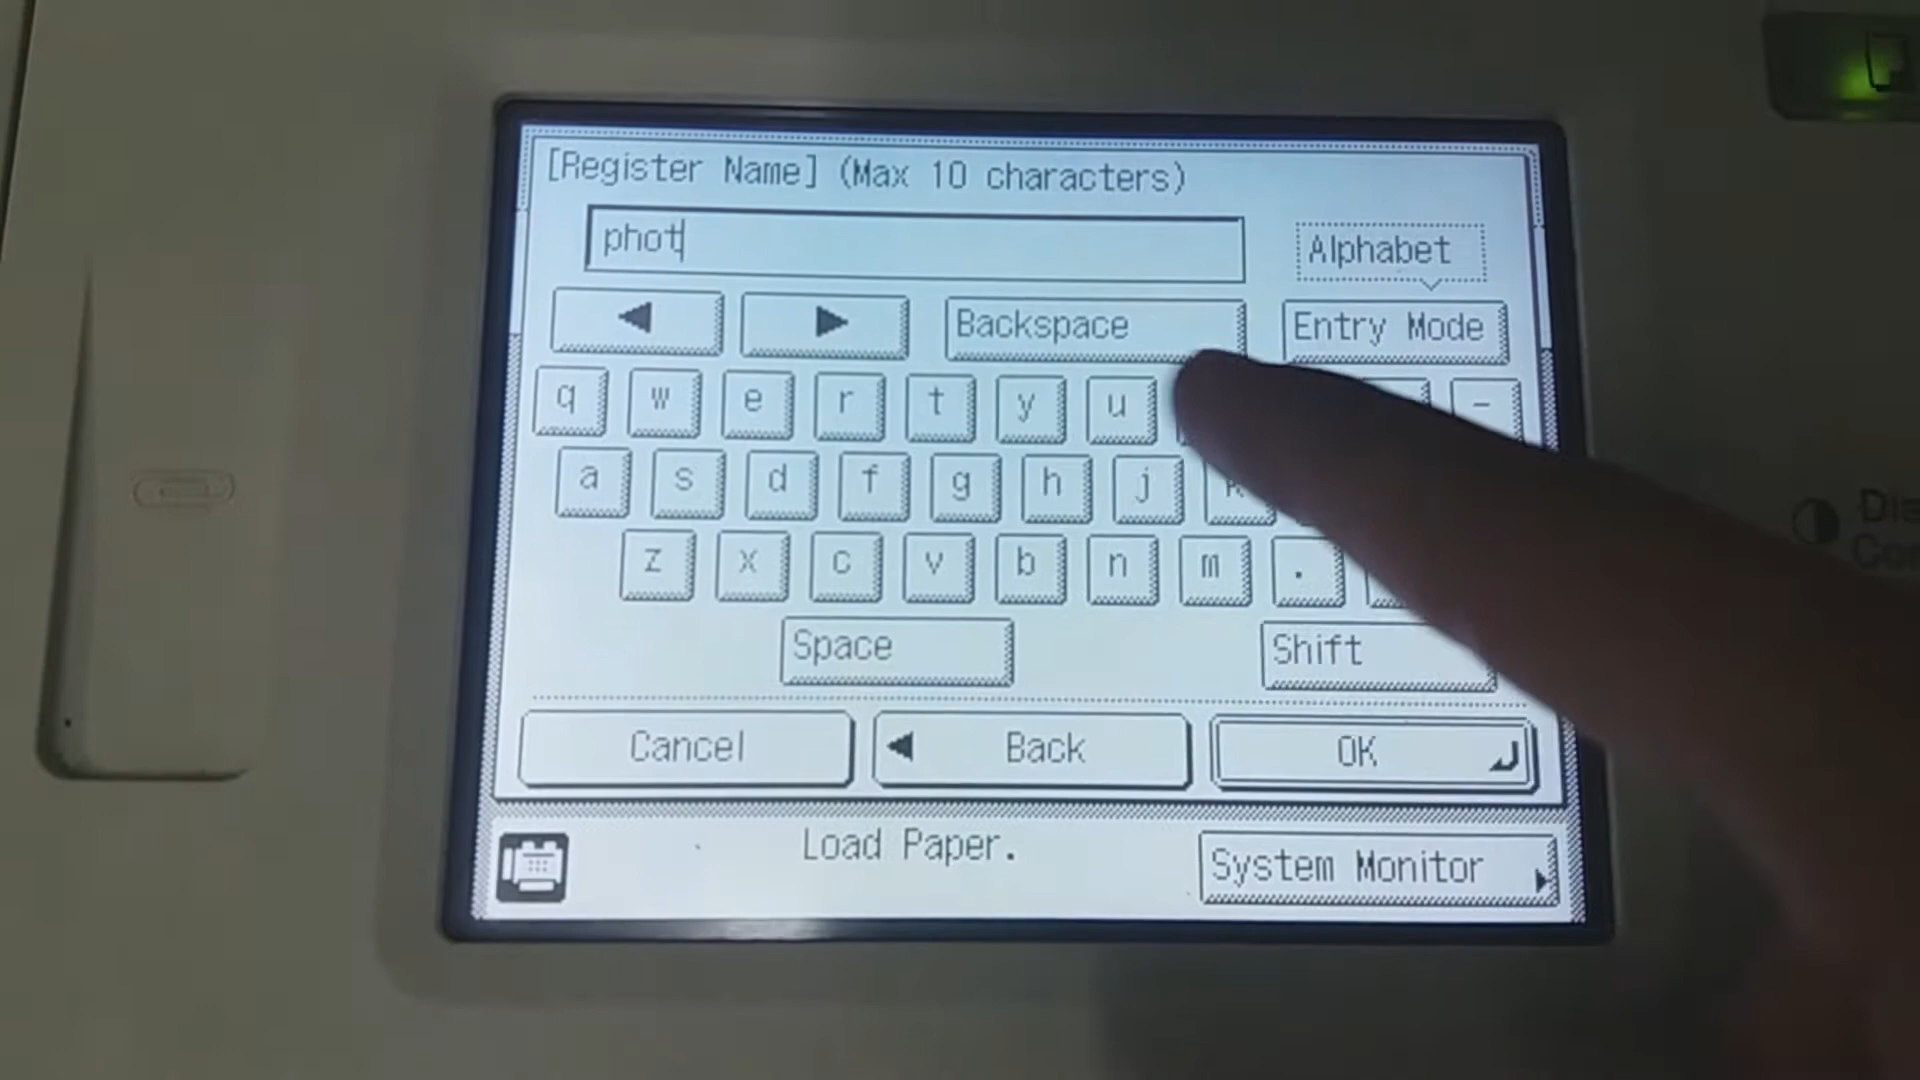 [Register Name] (Max 10 characters)
phot
Alphabet
◀ ▶ Backspace Entry Mode
q w e r t y u -
a s d f g h j k
z x c v b n m .
Space Shift
Cancel ◀ Back OK
Load Paper.
System Monitor